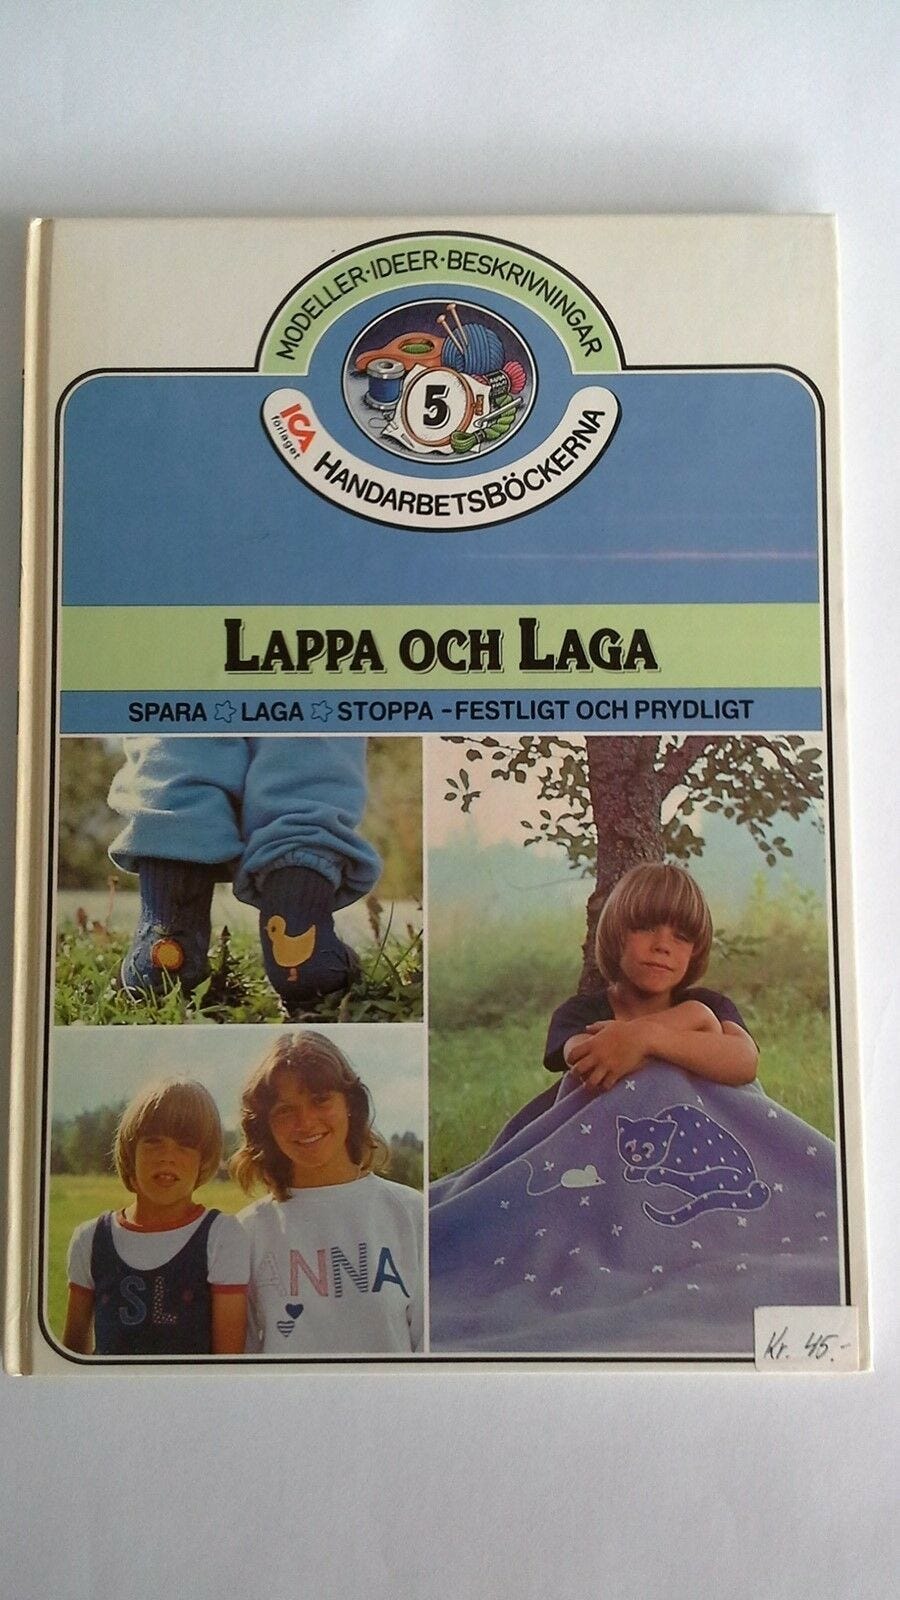 MODELLER·IDEER·BESKRIVNINGAR
5
ICA
förlaget
HANDARBETSBÖCKERNA
LAPPA OCH LAGA
SPARA LAGA STOPPA – FESTLIGT OCH PRYDLIGT
SL
ANNA
Kr. 45.-